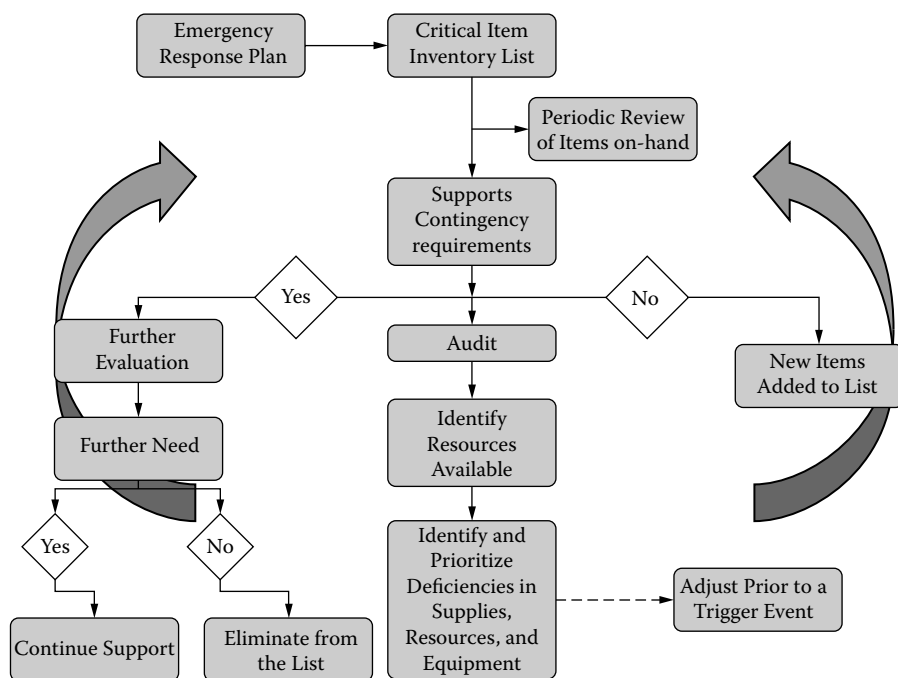 Emergency
Response Plan
Critical Item
Inventory List
Periodic Review
of Items on-hand
Supports
Contingency
requirements
Yes
No
Further
Evaluation
Audit
New Items
Added to List
Further Need
Identify
Resources
Available
Yes
No
Identify and
Prioritize
Deficiencies in
Supplies,
Resources, and
Equipment
Adjust Prior to a
Trigger Event
Continue Support
Eliminate from
the List